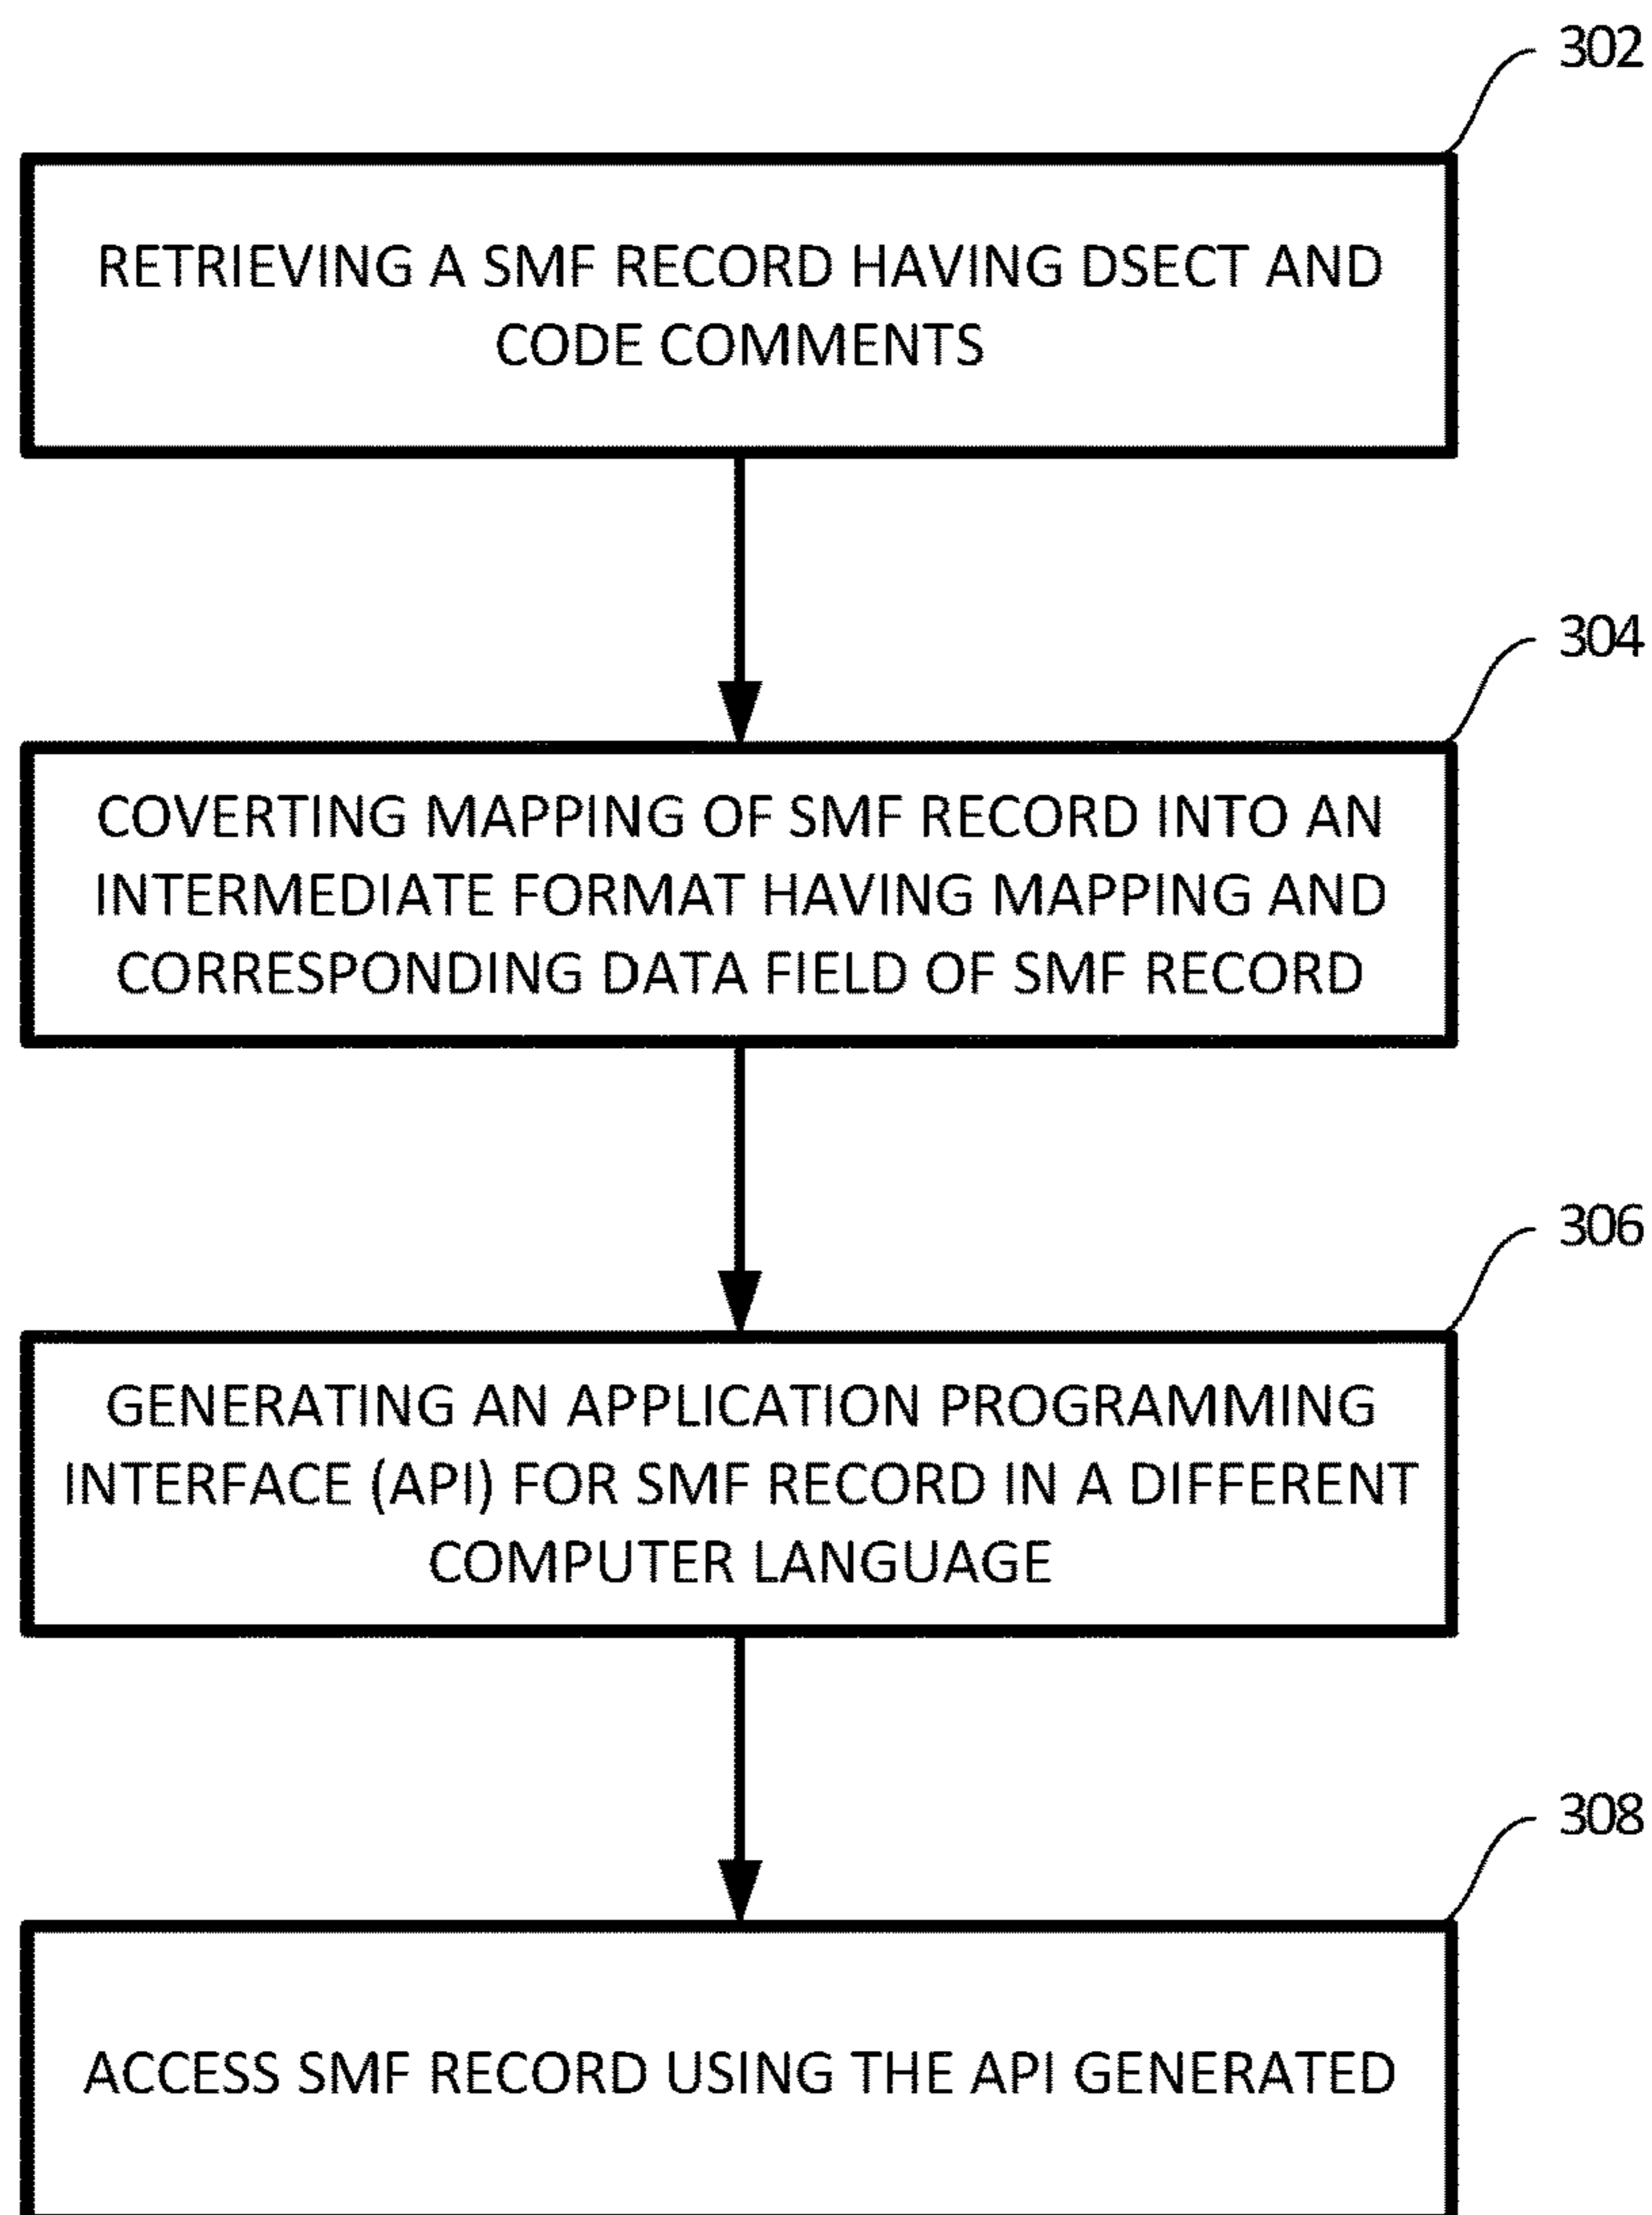 302
RETRIEVING A SMF RECORD HAVING DSECT AND
CODE COMMENTS
304
COVERTING MAPPING OF SMF RECORD INTO AN
INTERMEDIATE FORMAT HAVING MAPPING AND
CORRESPONDING DATA FIELD OF SMF RECORD
306
GENERATING AN APPLICATION PROGRAMMING
INTERFACE (API) FOR SMF RECORD IN A DIFFERENT
COMPUTER LANGUAGE
308
ACCESS SMF RECORD USING THE API GENERATED